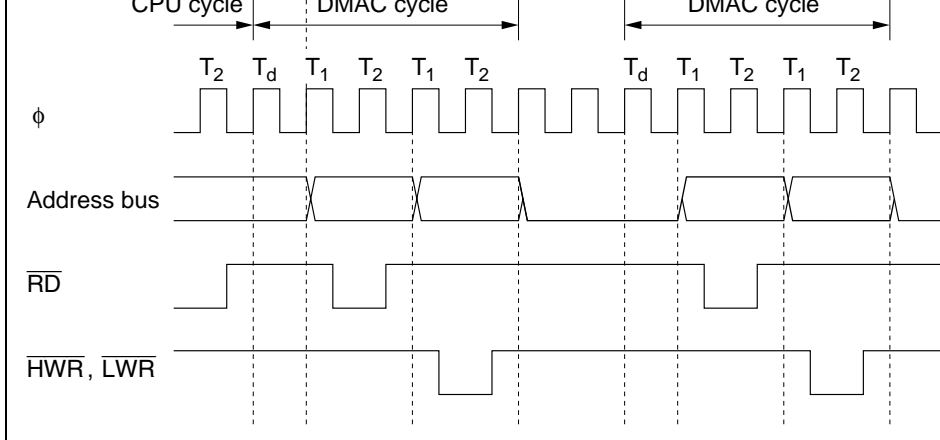 CPU cycle DMAC cycle DMAC cycle
T2 Td T1 T2 T1 T2 Td T1 T2 T1 T2
ϕ
Address bus
RD
HWR, LWR